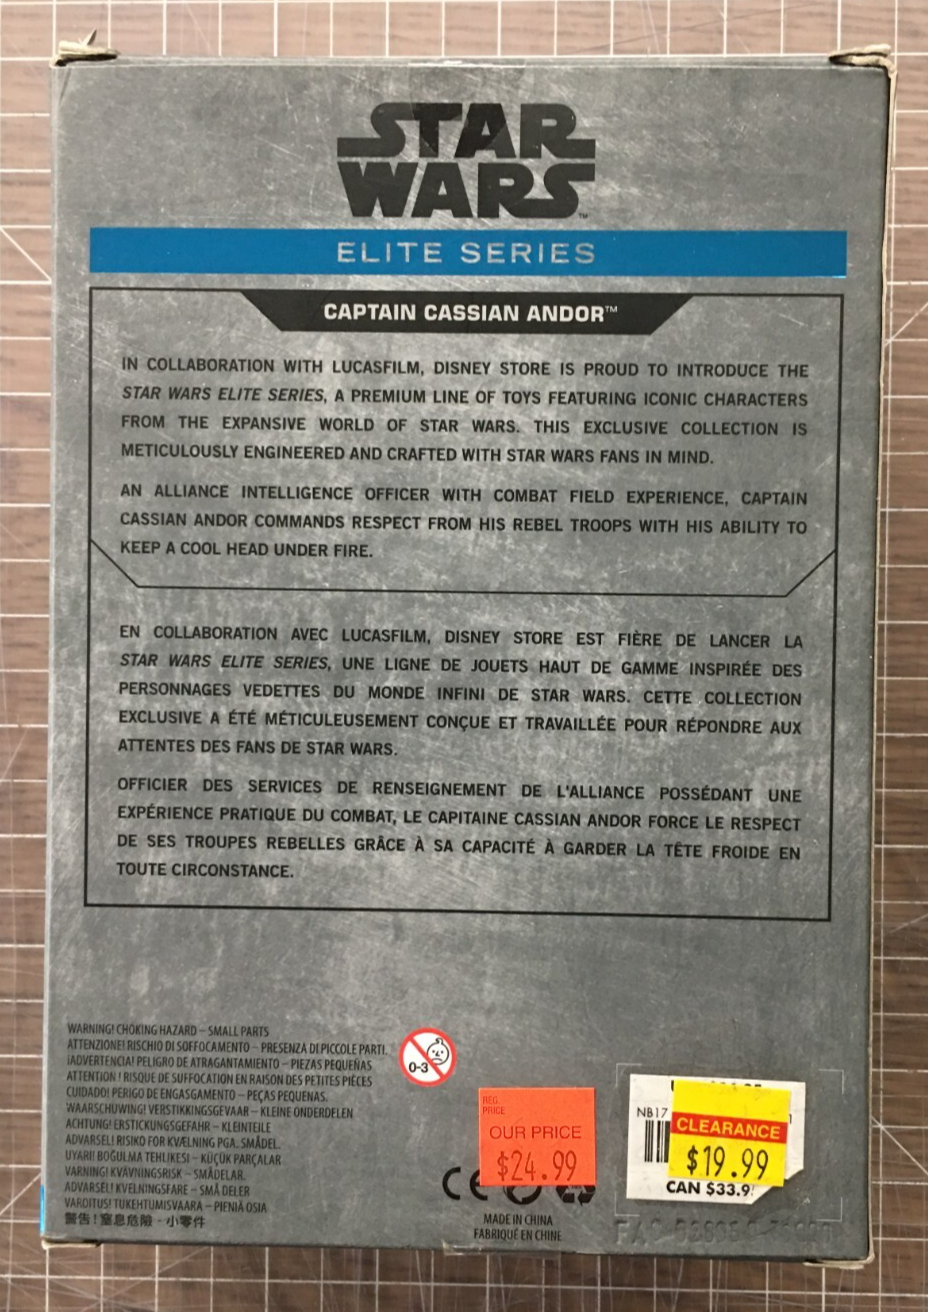 STAR
WARS™
ELITE SERIES
CAPTAIN CASSIAN ANDOR™
IN COLLABORATION WITH LUCASFILM, DISNEY STORE IS PROUD TO INTRODUCE THE
STAR WARS ELITE SERIES, A PREMIUM LINE OF TOYS FEATURING ICONIC CHARACTERS
FROM THE EXPANSIVE WORLD OF STAR WARS. THIS EXCLUSIVE COLLECTION IS
METICULOUSLY ENGINEERED AND CRAFTED WITH STAR WARS FANS IN MIND.
AN ALLIANCE INTELLIGENCE OFFICER WITH COMBAT FIELD EXPERIENCE, CAPTAIN
CASSIAN ANDOR COMMANDS RESPECT FROM HIS REBEL TROOPS WITH HIS ABILITY TO
KEEP A COOL HEAD UNDER FIRE.
EN COLLABORATION AVEC LUCASFILM, DISNEY STORE EST FIÈRE DE LANCER LA
STAR WARS ELITE SERIES, UNE LIGNE DE JOUETS HAUT DE GAMME INSPIRÉE DES
PERSONNAGES VEDETTES DU MONDE INFINI DE STAR WARS. CETTE COLLECTION
EXCLUSIVE A ÉTÉ MÉTICULEUSEMENT CONÇUE ET TRAVAILLÉE POUR RÉPONDRE AUX
ATTENTES DES FANS DE STAR WARS.
OFFICIER DES SERVICES DE RENSEIGNEMENT DE L'ALLIANCE POSSÉDANT UNE
EXPÉRIENCE PRATIQUE DU COMBAT, LE CAPITAINE CASSIAN ANDOR FORCE LE RESPECT
DE SES TROUPES REBELLES GRÂCE À SA CAPACITÉ À GARDER LA TÊTE FROIDE EN
TOUTE CIRCONSTANCE.
WARNING! CHOKING HAZARD – SMALL PARTS
ATTENZIONE! RISCHIO DI SOFFOCAMENTO – PRESENZA DI PICCOLE PARTI.
¡ADVERTENCIA! PELIGRO DE ATRAGANTAMIENTO – PIEZAS PEQUEÑAS
ATTENTION ! RISQUE DE SUFFOCATION EN RAISON DES PETITES PIÈCES
CUIDADO! PERIGO DE ENGASGAMENTO – PEÇAS PEQUENAS.
WAARSCHUWING! VERSTIKKINGSGEVAAR – KLEINE ONDERDELEN
ACHTUNG! ERSTICKUNGSGEFAHR – KLEINTEILE
ADVARSEL! RISIKO FOR KVÆLNING PGA. SMÅDEL.
UYARI! BOĞULMA TEHLİKESİ – KÜÇÜK PARÇALAR
VARNING! KVÄVNINGSRISK – SMÅDELAR.
ADVARSEL! KVELNINGSFARE – SMÅ DELER
VAROITUS! TUKEHTUMISVAARA – PIENIÄ OSIA
警告！窒息危險 - 小零件
0-3
REG.
PRICE
OUR PRICE
$24.99
CE
MADE IN CHINA
FABRIQUÉ EN CHINE
NB17
CLEARANCE
$19.99
CAN $33.9